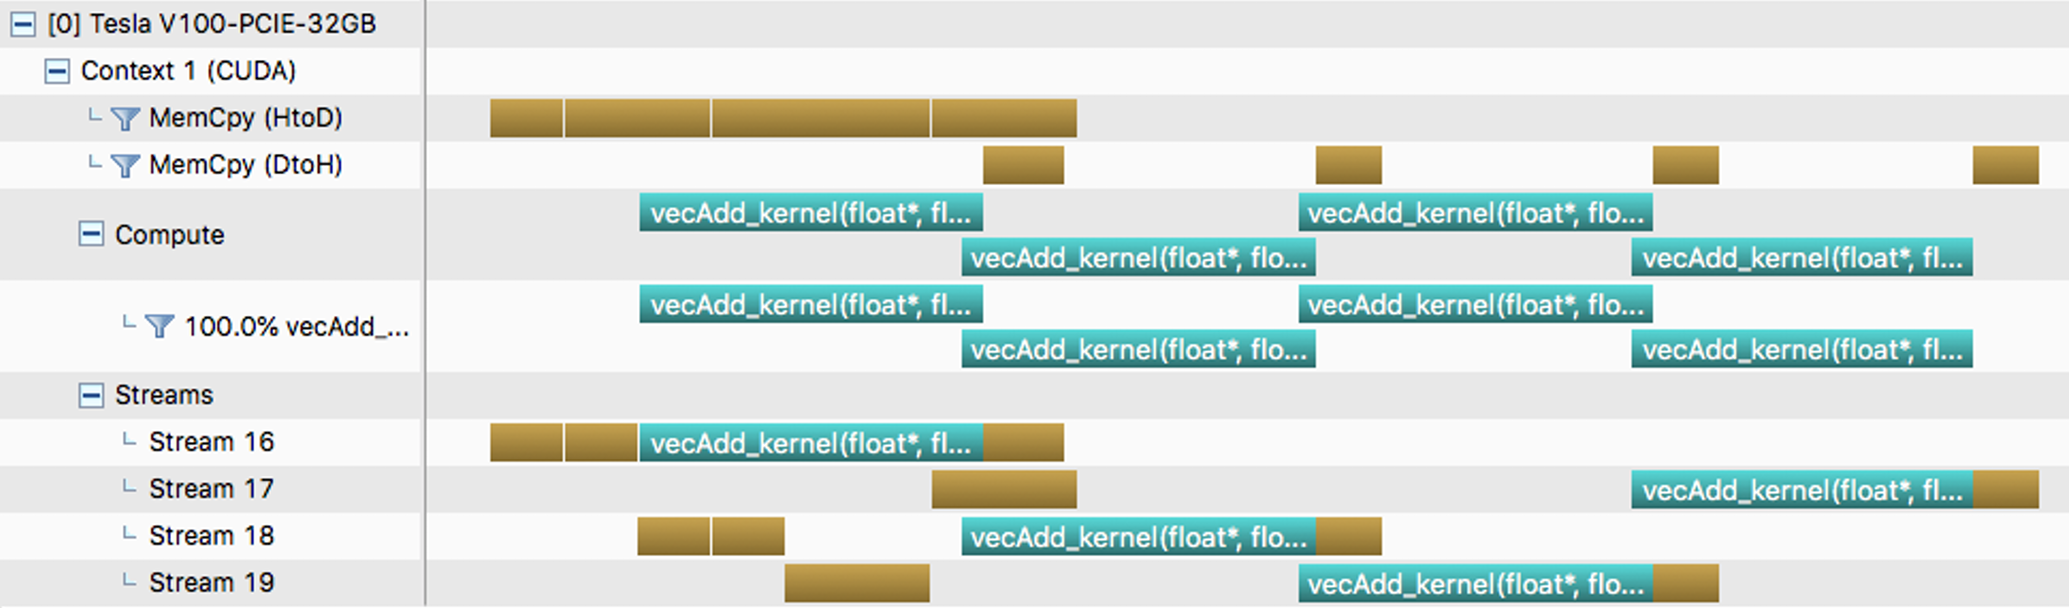 [0] Tesla V100-PCIE-32GB
Context 1 (CUDA)
MemCpy (HtoD)
MemCpy (DtoH)
Compute
vecAdd_kernel(float*, fl...
vecAdd_kernel(float*, flo...
vecAdd_kernel(float*, flo...
vecAdd_kernel(float*, fl...
100.0% vecAdd_...
vecAdd_kernel(float*, fl...
vecAdd_kernel(float*, flo...
vecAdd_kernel(float*, flo...
vecAdd_kernel(float*, fl...
Streams
Stream 16
vecAdd_kernel(float*, fl...
Stream 17
vecAdd_kernel(float*, fl...
Stream 18
vecAdd_kernel(float*, flo...
Stream 19
vecAdd_kernel(float*, flo...